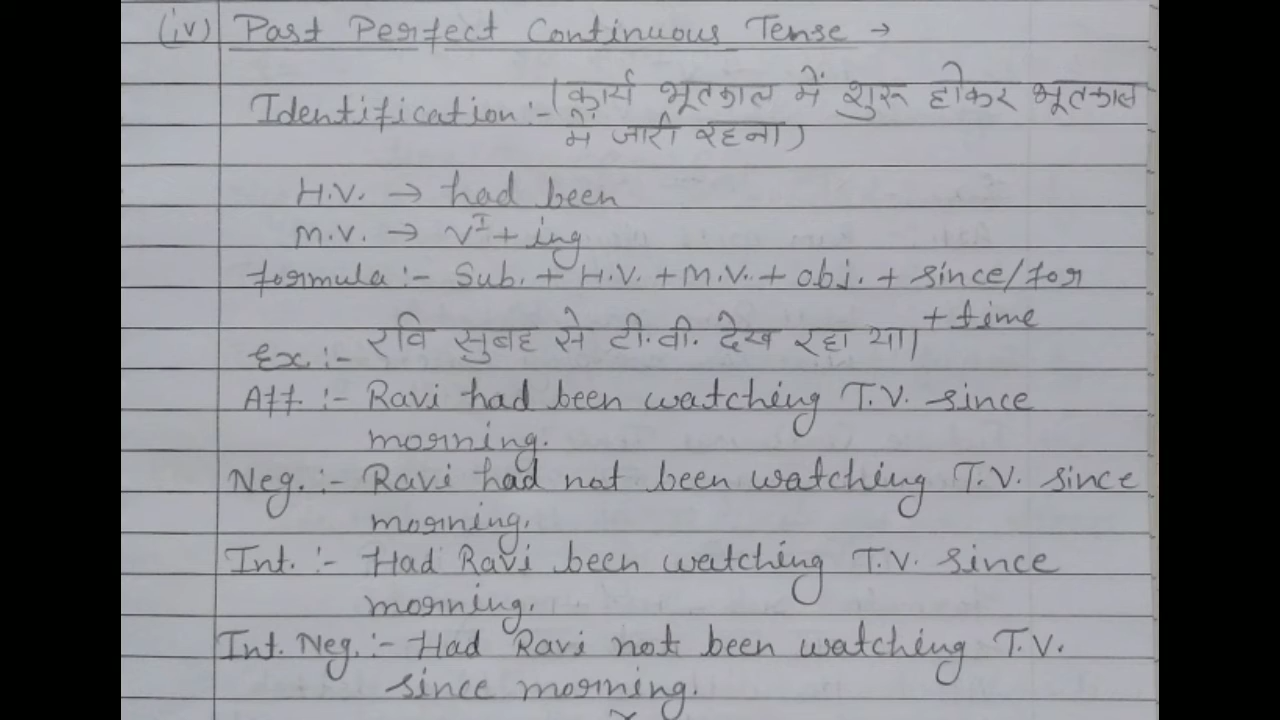 (iv) Past Perfect Continuous Tense →
Identification :- (कार्य भूतकाल में शुरू होकर भूतकाल
में जारी रहना)
H.V. → had been
M.V. → V¹ + ing
formula :- Sub. + H.V. + M.V. + obj. + since/for
+ time
Ex :- रवि सुबह से टी.वी. देख रहा था।
Aff. :- Ravi had been watching T.V. since
morning.
Neg. :- Ravi had not been watching T.V. since
morning.
Int. :- Had Ravi been watching T.V. since
morning.
Int. Neg. :- Had Ravi not been watching T.V.
since morning.